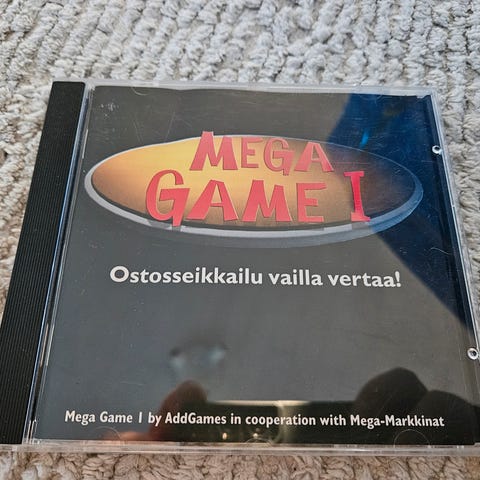 MEGA
GAME I
Ostosseikkailu vailla vertaa!
Mega Game I by AddGames in cooperation with Mega-Markkinat